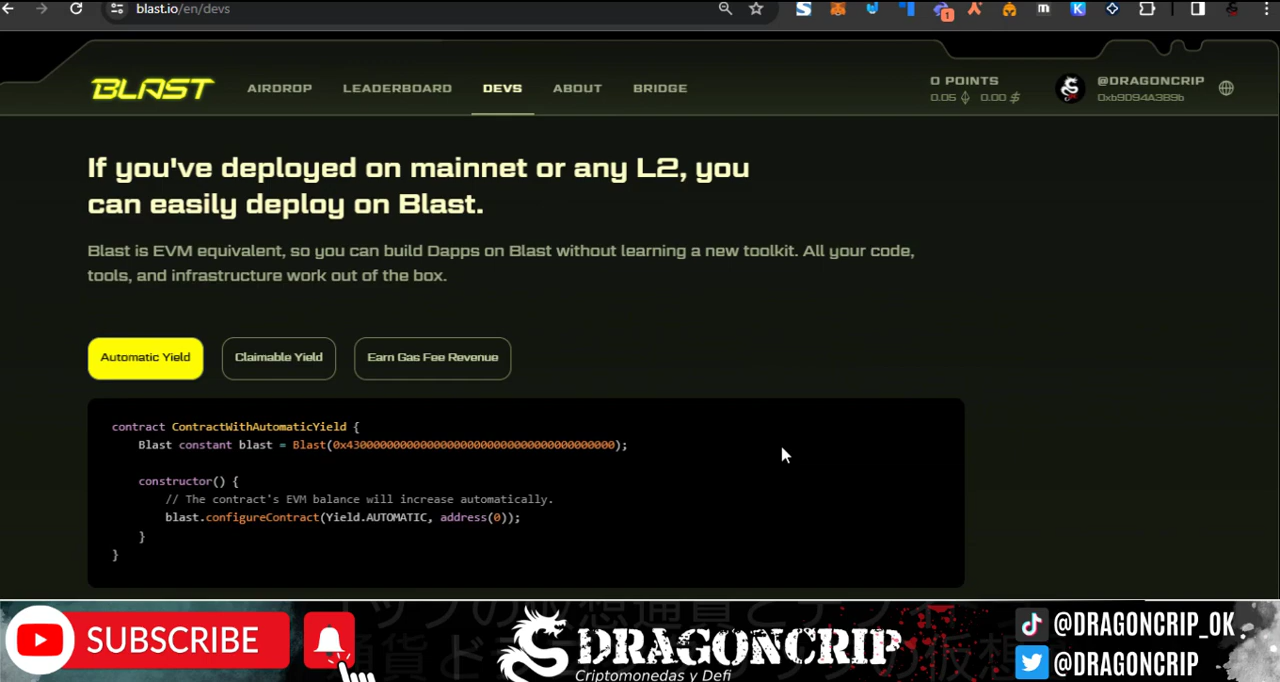 blast.io/en/devs
1
BLAST
AIRDROP
LEADERBOARD
DEVS
ABOUT
BRIDGE
0 POINTS
0.05 0.00
@DRAGONCRIP
0xb9094A389b
If you've deployed on mainnet or any L2, you
can easily deploy on Blast.
Blast is EVM equivalent, so you can build Dapps on Blast without learning a new toolkit. All your code,
tools, and infrastructure work out of the box.
Automatic Yield
Claimable Yield
Earn Gas Fee Revenue
contract ContractWithAutomaticYield {
Blast constant blast = Blast(0x4300000000000000000000000000000000000000);
constructor() {
// The contract's EVM balance will increase automatically.
blast.configureContract(Yield.AUTOMATIC, address(0));
}
}
SUBSCRIBE
DRAGONCRIP
Criptomonedas y Defi
@DRAGONCRIP_OK
@DRAGONCRIP